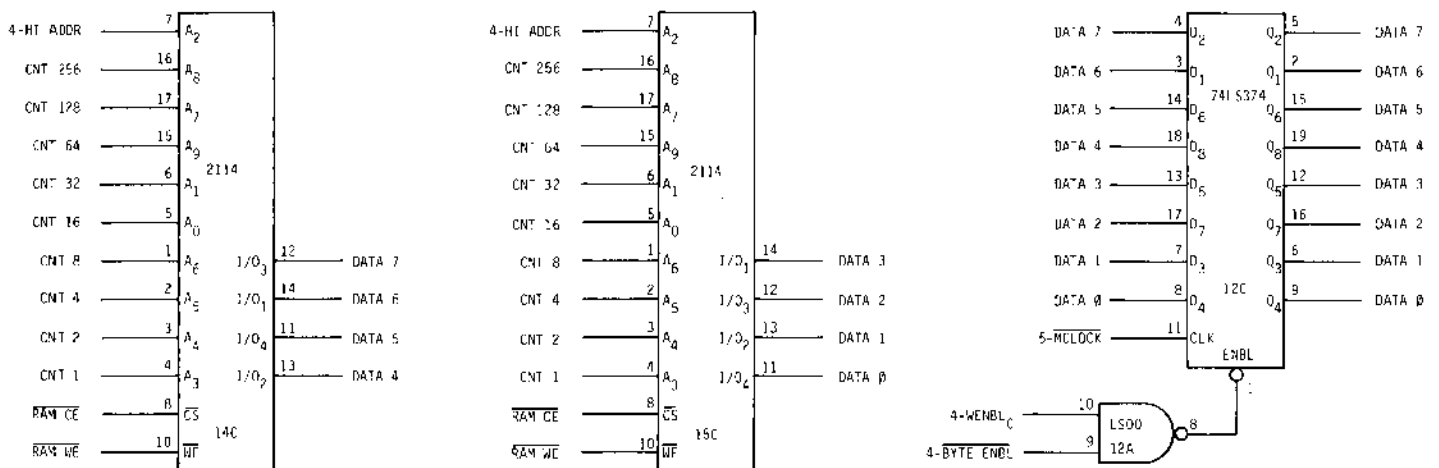 4-HI ADDR 7 A2
CNT 256 16 A8
CNT 128 17 A7
CNT 64 15 A9
2114
CNT 32 6 A1
CNT 16 5 A0
CNT 8 1 A6 I/O3 12 DATA 7
CNT 4 2 A5 I/O1 14 DATA 6
CNT 2 3 A4 I/O4 11 DATA 5
CNT 1 4 A3 I/O2 13 DATA 4
RAM CE 8 CS
14C
RAM WE 10 WE
4-HI ADDR 7 A2
CNT 256 16 A8
CNT 128 17 A7
CNT 64 15 A9
2114
CNT 32 6 A1
CNT 16 5 A0
CNT 8 1 A6 I/O1 14 DATA 3
CNT 4 2 A5 I/O3 12 DATA 2
CNT 2 3 A4 I/O2 13 DATA 1
CNT 1 4 A3 I/O4 11 DATA Ø
RAM CE 8 CS
15C
RAM WE 10 WE
DATA 7 4 D2 Q2 5 DATA 7
DATA 6 3 D1 Q1 2 DATA 6
74LS374
DATA 5 14 D6 Q6 15 DATA 5
DATA 4 18 D8 Q8 19 DATA 4
DATA 3 13 D5 Q5 12 DATA 3
DATA 2 17 D7 Q7 16 DATA 2
DATA 1 7 D3 Q3 6 DATA 1
12C
DATA Ø 8 D4 Q4 9 DATA Ø
5-MCLOCK 11 CLK
ENBL
1
4-WENBLC 10 LS00 8
4-BYTE ENBL 9 12A